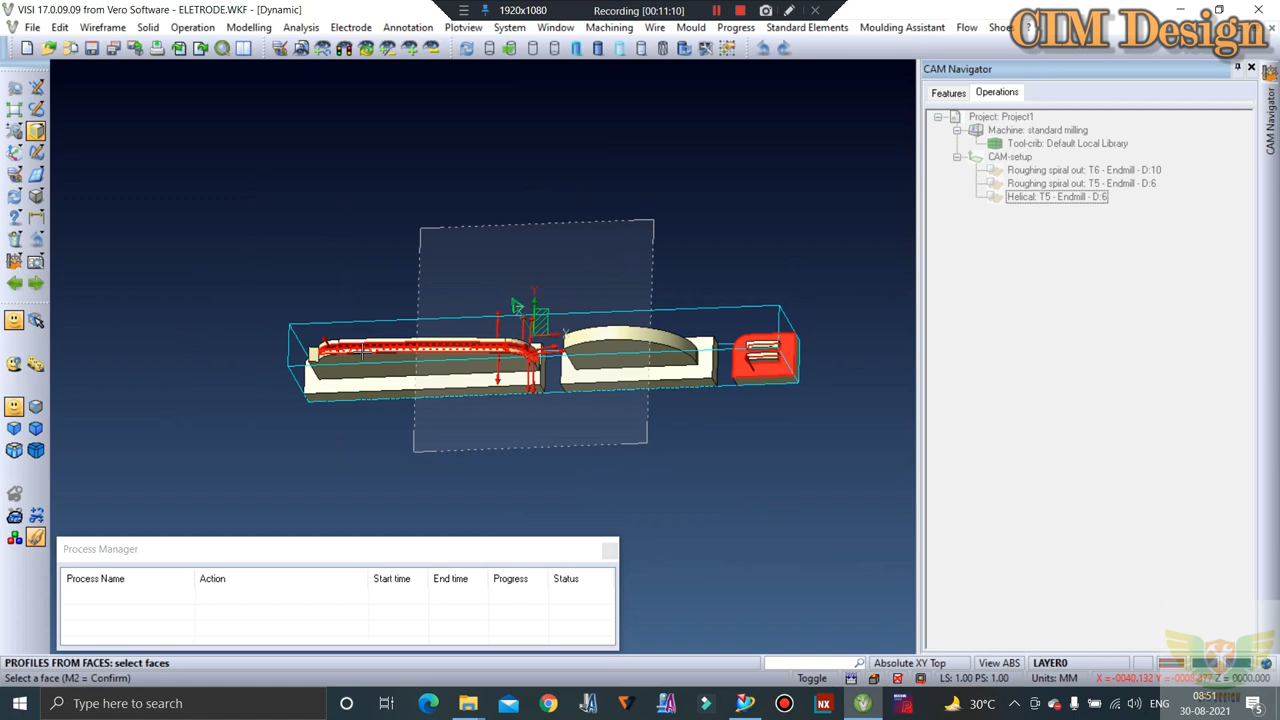 VISI 17.0.09.09 from Vero Software - ELETRODE.WKF - [Dynamic]
1920x1080
Recording [00:11:10]
CIM Design
File Edit Wireframe Solid Operation Modelling Analysis Electrode Annotation Plotview System Window Machining Wire Mould Progress Standard Elements Moulding Assistant Flow
CAM Navigator
Features Operations
Project: Project1
Machine: standard milling
Tool-crib: Default Local Library
CAM-setup
Roughing spiral out: T6 - Endmill - D:10
Roughing spiral out: T5 - Endmill - D:6
Helical: T5 - Endmill - D:6
CAM Navigator
Y
Process Manager
Process Name Action Start time End time Progress Status
PROFILES FROM FACES: select faces
Absolute XY Top View ABS LAYER0
Select a face (M2 = Confirm)
Toggle LS: 1.00 PS: 1.00 Units: MM Z = 0000.000
Type here to search
NX
30°C
ENG
08:51
30-08-2021
5